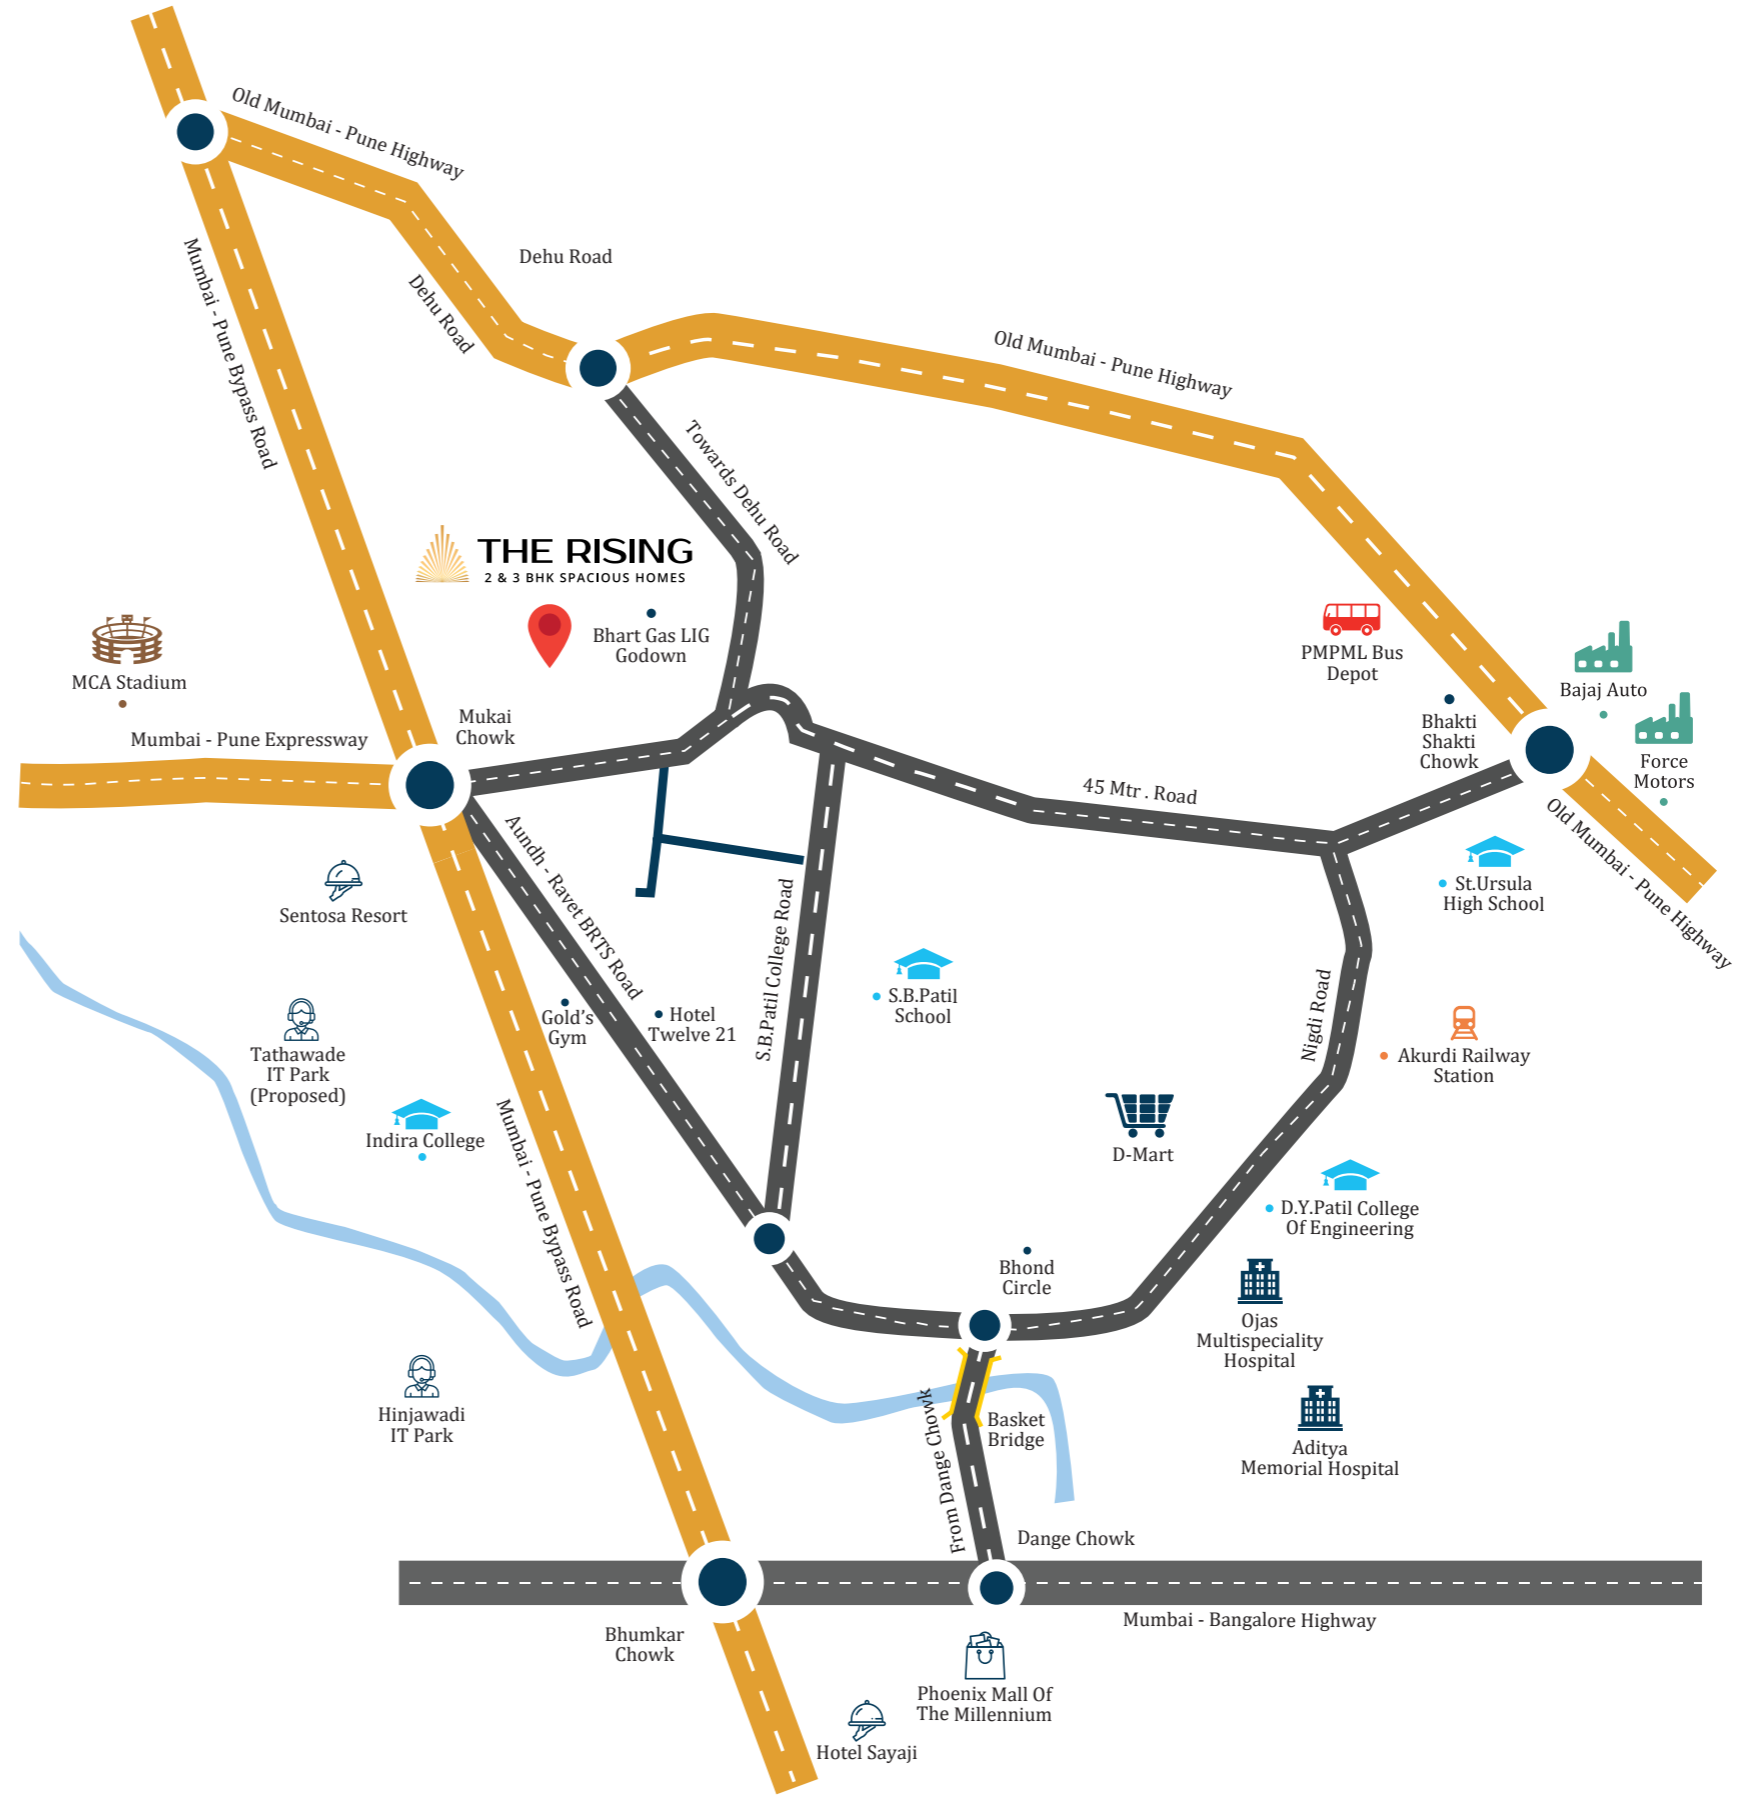 Old Mumbai - Pune Highway
Dehu Road
Mumbai - Pune Bypass Road
Dehu Road
Old Mumbai - Pune Highway
Towards Dehu Road
THE RISING
2 & 3 BHK SPACIOUS HOMES
Bhart Gas LIG
Godown
MCA Stadium
PMPML Bus
Depot
Bajaj Auto
Bhakti
Shakti
Chowk
Force
Motors
Mukai
Chowk
Mumbai - Pune Expressway
45 Mtr . Road
Old Mumbai - Pune Highway
Aundh - Ravet BRTS Road
St.Ursula
High School
Sentosa Resort
S.B.Patil College Road
S.B.Patil
School
Nigdi Road
Gold's
Gym
Hotel
Twelve 21
Akurdi Railway
Station
Tathawade
IT Park
(Proposed)
Indira College
Mumbai - Pune Bypass Road
D-Mart
D.Y.Patil College
Of Engineering
Bhond
Circle
Ojas
Multispeciality
Hospital
Hinjawadi
IT Park
From Dange Chowk
Basket
Bridge
Aditya
Memorial Hospital
Dange Chowk
Mumbai - Bangalore Highway
Bhumkar
Chowk
Phoenix Mall Of
The Millennium
Hotel Sayaji